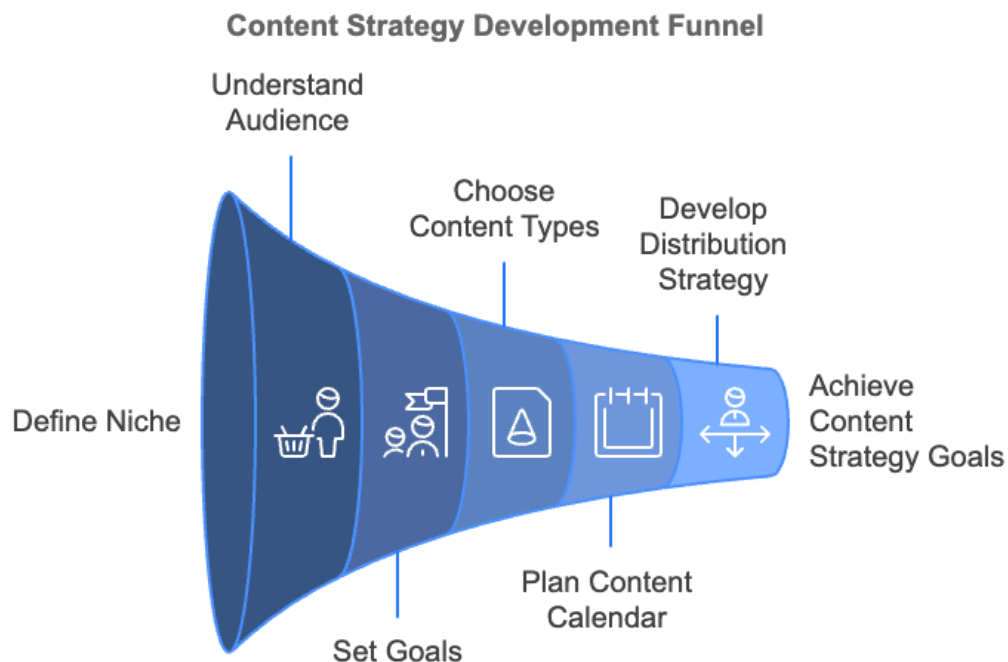 Content Strategy Development Funnel
Understand
Audience
Choose
Content Types
Develop
Distribution
Strategy
Define Niche
Achieve
Content
Strategy Goals
Plan Content
Calendar
Set Goals